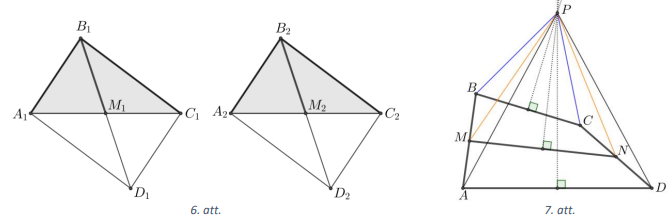 B₁
A₁
M₁
C₁
D₁
B₂
A₂
M₂
C₂
D₂
6. att.
P
B
C
M
N
A
D
7. att.